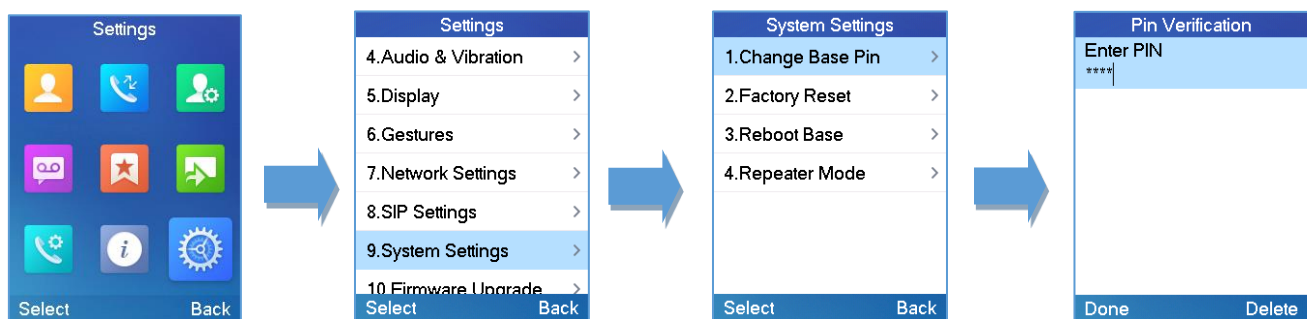 Settings
Select Back
Settings
4.Audio & Vibration
5.Display
6.Gestures
7.Network Settings
8.SIP Settings
9.System Settings
10.Firmware Upgrade
Select Back
System Settings
1.Change Base Pin
2.Factory Reset
3.Reboot Base
4.Repeater Mode
Select Back
Pin Verification
Enter PIN
****
Done Delete